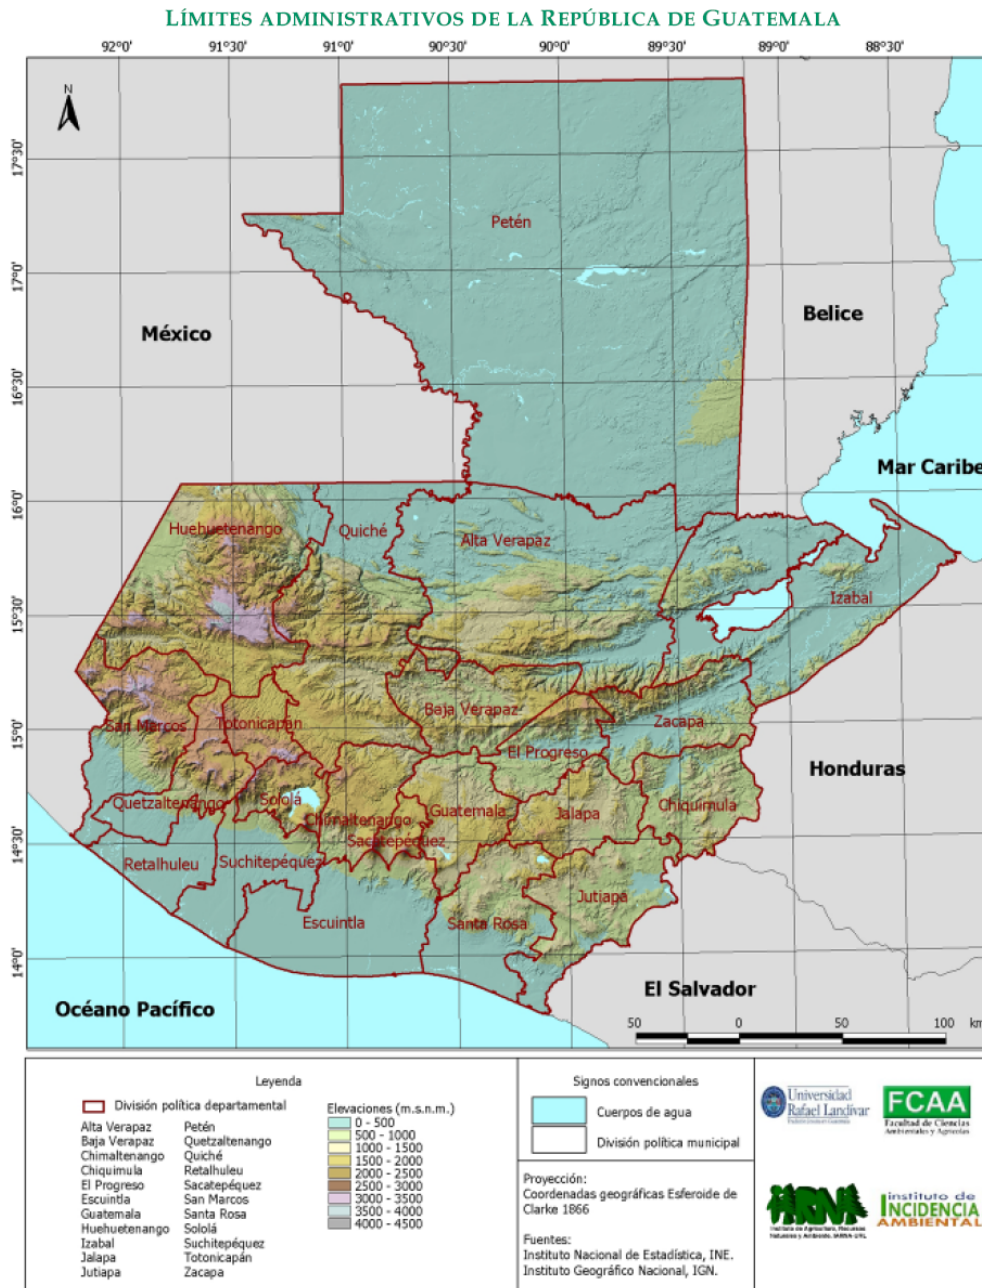 LÍMITES ADMINISTRATIVOS DE LA REPÚBLICA DE GUATEMALA
92°0' 91°30' 91°0' 90°30' 90°0' 89°30' 89°0' 88°30'
N
17°30'
Petén
17°0'
México
Belice
16°30'
Mar Caribe
16°0'
Huehuetenango
Quiché
Alta Verapaz
Izabal
15°30'
San Marcos
Totonicapán
Baja Verapaz
Zacapa
15°0'
El Progreso
Honduras
Quetzaltenango
Sololá
Chimaltenango
Guatemala
Jalapa
Chiquimula
Sacatepéquez
14°30'
Retalhuleu
Suchitepéquez
Jutiapa
Escuintla
Santa Rosa
14°0'
El Salvador
Océano Pacífico
50 0 50 100 km
Leyenda
División política departamental
Alta Verapaz Petén
Baja Verapaz Quetzaltenango
Chimaltenango Quiché
Chiquimula Retalhuleu
El Progreso Sacatepéquez
Escuintla San Marcos
Guatemala Santa Rosa
Huehuetenango Sololá
Izabal Suchitepéquez
Jalapa Totonicapán
Jutiapa Zacapa
Elevaciones (m.s.n.m.)
0 - 500
500 - 1000
1000 - 1500
1500 - 2000
2000 - 2500
2500 - 3000
3000 - 3500
3500 - 4000
4000 - 4500
Signos convencionales
Cuerpos de agua
División política municipal
Proyección:
Coordenadas geográficas Esferoide de
Clarke 1866
Fuentes:
Instituto Nacional de Estadística, INE.
Instituto Geográfico Nacional, IGN.
Universidad
Rafael Landívar
FCAA
Facultad de Ciencias
Ambientales y Agrícolas
IARNA
Instituto de Agricultura, Recursos
Naturales y Ambiente, IARNA-URL
instituto de
INCIDENCIA
AMBIENTAL